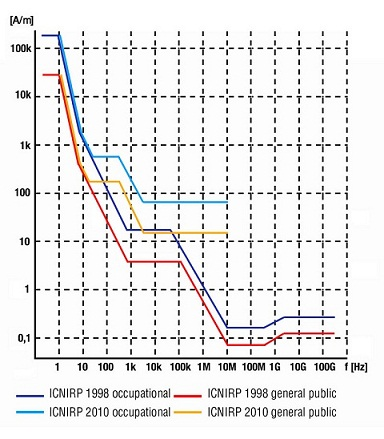 [A/m]
100k
10k
1k
100
10
1
0,1
1 10 100 1k 10k 100k 1M 10M 100M 1G 10G 100G f [Hz]
ICNIRP 1998 occupational ICNIRP 1998 general public
ICNIRP 2010 occupational ICNIRP 2010 general public